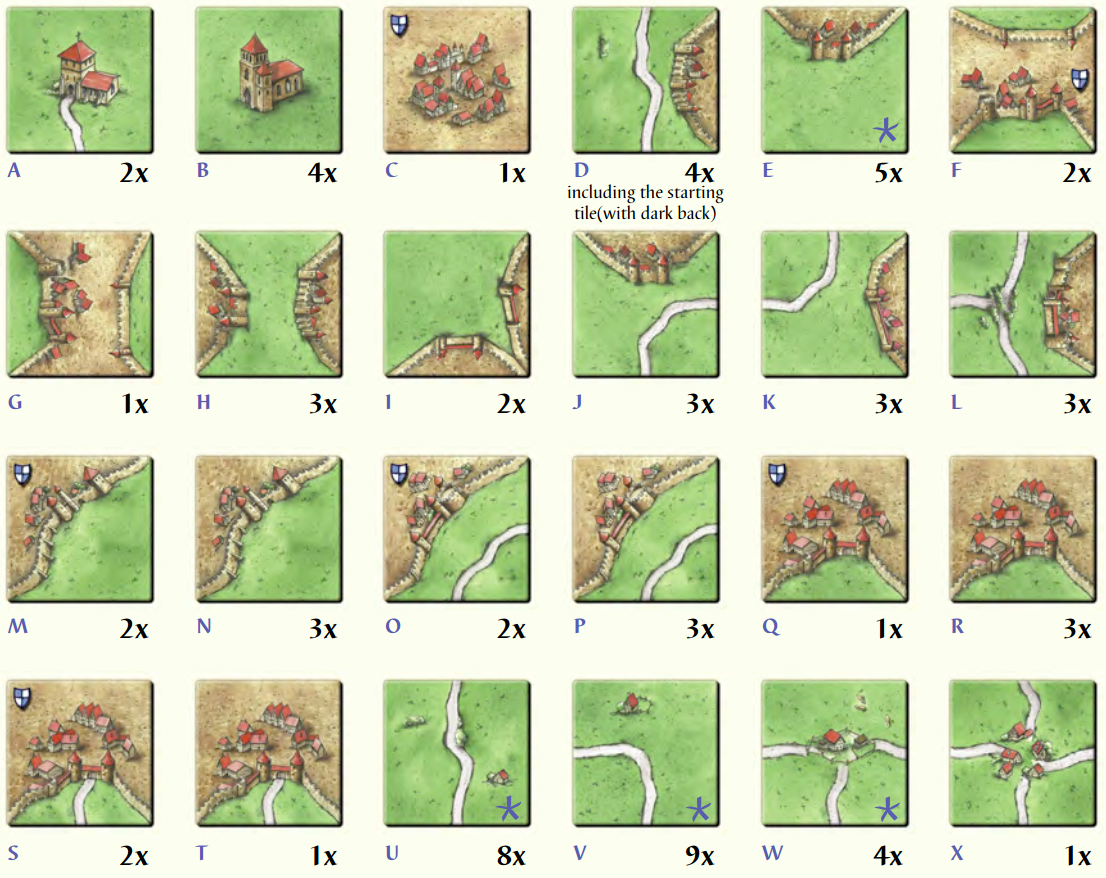 A 2x B 4x C 1x D 4x E 5x F 2x
including the starting
tile(with dark back)
G 1x H 3x I 2x J 3x K 3x L 3x
M 2x N 3x O 2x P 3x Q 1x R 3x
S 2x T 1x U 8x V 9x W 4x X 1x